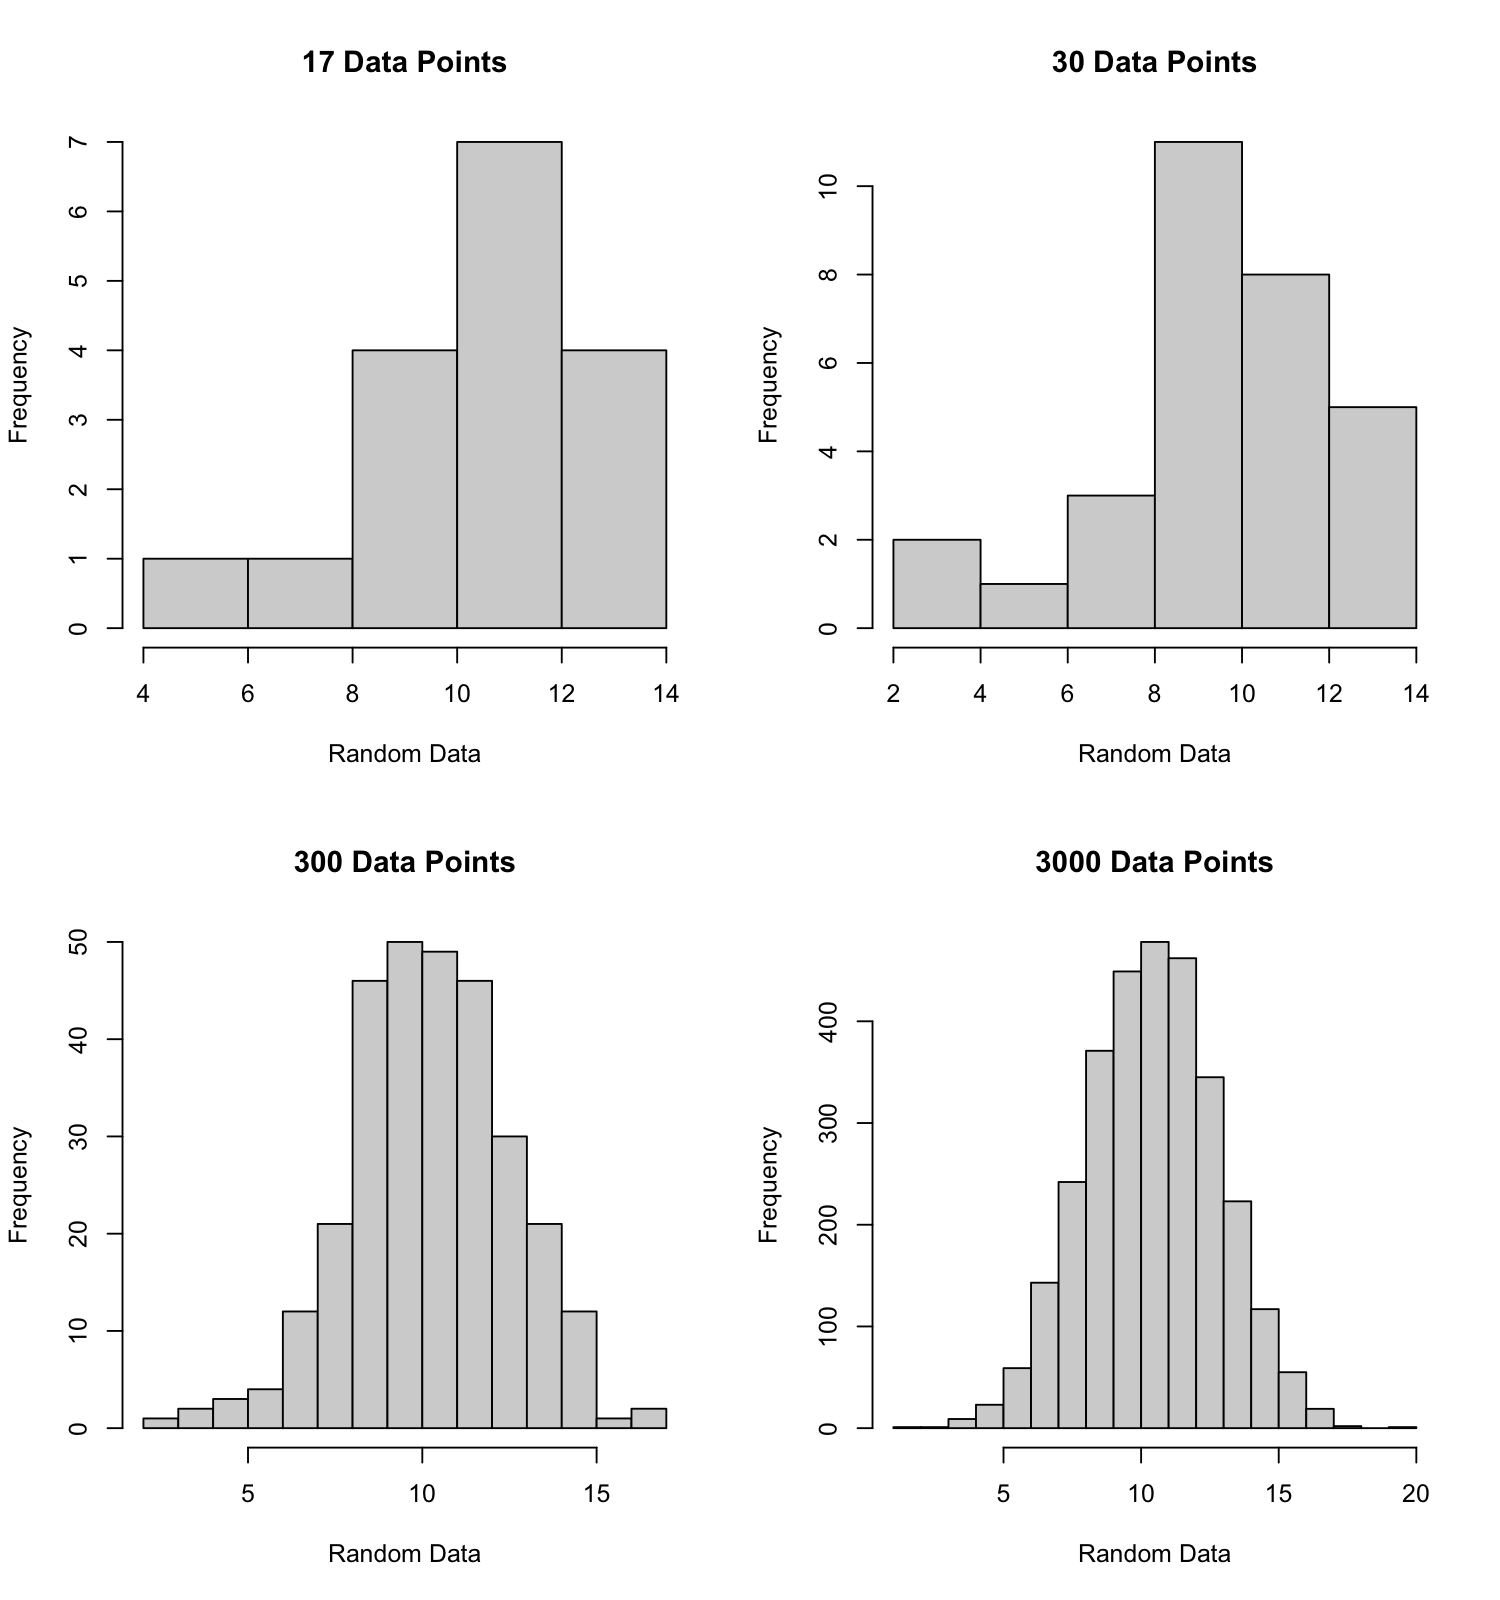 17 Data Points
7
6
5
4
3
2
1
0
Frequency
4 6 8 10 12 14
Random Data
30 Data Points
10
8
6
4
2
0
Frequency
2 4 6 8 10 12 14
Random Data
300 Data Points
50
40
30
20
10
0
Frequency
5 10 15
Random Data
3000 Data Points
400
300
200
100
0
Frequency
5 10 15 20
Random Data